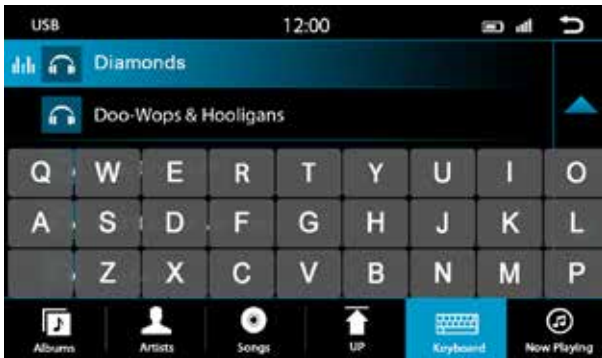 USB 12:00
Diamonds
Doo-Wops & Hooligans
Q W E R T Y U I O
A S D F G H J K L
Z X C V B N M P
Albums Artists Songs UP Keyboard Now Playing